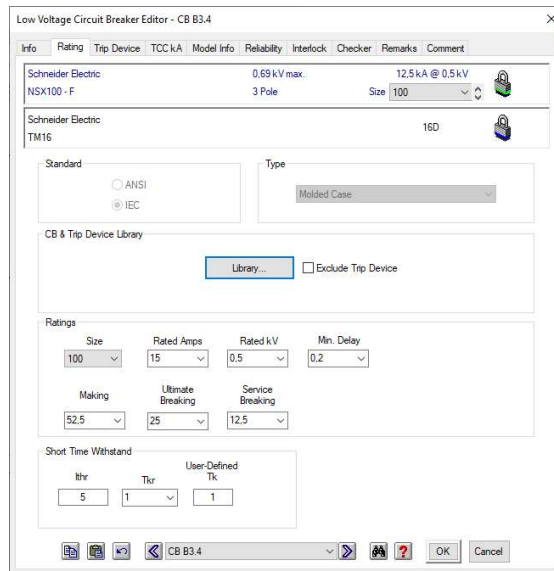 Low Voltage Circuit Breaker Editor - CB B3.4
Info Rating Trip Device TCC kA Model Info Reliability Interlock Checker Remarks Comment
Schneider Electric 0,69 kV max. 12,5 kA @ 0,5 kV
NSX100 - F 3 Pole Size 100
Schneider Electric
16D
TM16
Standard Type
ANSI
IEC
Molded Case
CB & Trip Device Library
Library... Exclude Trip Device
Ratings
Size Rated Amps Rated kV Min. Delay
100 15 0,5 0,2
Making Ultimate Breaking Service Breaking
52,5 25 12,5
Short Time Withstand
Ithr Tkr User-Defined Tk
5 1 1
CB B3.4 ? OK Cancel